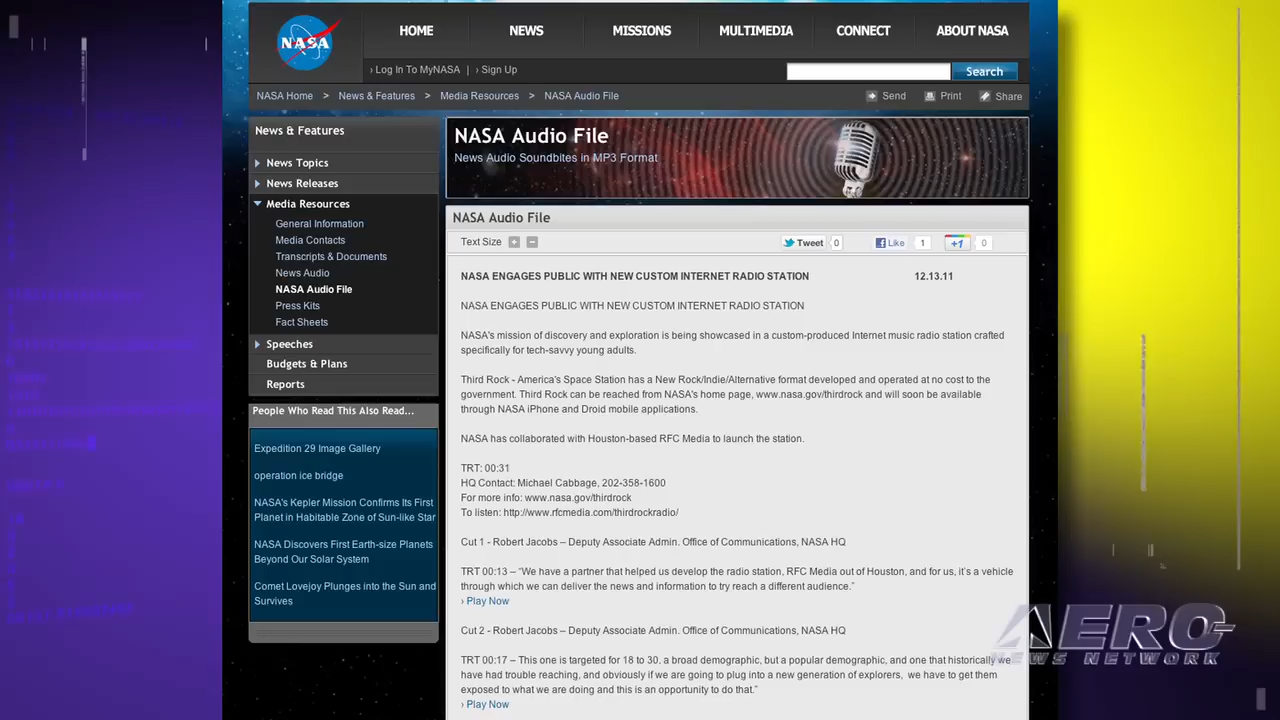 NASA
HOME
NEWS
MISSIONS
MULTIMEDIA
CONNECT
ABOUT NASA
› Log In To MyNASA | › Sign Up
Search
NASA Home > News & Features > Media Resources > NASA Audio File
Send
Print
Share
News & Features
News Topics
News Releases
Media Resources
General Information
Media Contacts
Transcripts & Documents
News Audio
NASA Audio File
Press Kits
Fact Sheets
Speeches
Budgets & Plans
Reports
People Who Read This Also Read...
Expedition 29 Image Gallery
operation ice bridge
NASA's Kepler Mission Confirms Its First
Planet in Habitable Zone of Sun-like Star
NASA Discovers First Earth-size Planets
Beyond Our Solar System
Comet Lovejoy Plunges into the Sun and
Survives
NASA Audio File
News Audio Soundbites in MP3 Format
NASA Audio File
Text Size + −
Tweet 0
Like 1
+1 0
NASA ENGAGES PUBLIC WITH NEW CUSTOM INTERNET RADIO STATION 12.13.11
NASA ENGAGES PUBLIC WITH NEW CUSTOM INTERNET RADIO STATION
NASA's mission of discovery and exploration is being showcased in a custom-produced Internet music radio station crafted
specifically for tech-savvy young adults.
Third Rock - America's Space Station has a New Rock/Indie/Alternative format developed and operated at no cost to the
government. Third Rock can be reached from NASA's home page, www.nasa.gov/thirdrock and will soon be available
through NASA iPhone and Droid mobile applications.
NASA has collaborated with Houston-based RFC Media to launch the station.
TRT: 00:31
HQ Contact: Michael Cabbage, 202-358-1600
For more info: www.nasa.gov/thirdrock
To listen: http://www.rfcmedia.com/thirdrockradio/
Cut 1 - Robert Jacobs – Deputy Associate Admin. Office of Communications, NASA HQ
TRT 00:13 – “We have a partner that helped us develop the radio station, RFC Media out of Houston, and for us, it’s a vehicle
through which we can deliver the news and information to try reach a different audience.”
› Play Now
Cut 2 - Robert Jacobs – Deputy Associate Admin. Office of Communications, NASA HQ
TRT 00:17 – This one is targeted for 18 to 30, a broad demographic, but a popular demographic, and one that historically we
have had trouble reaching, and obviously if we are going to plug into a new generation of explorers, we have to get them
exposed to what we are doing and this is an opportunity to do that.”
› Play Now
AERO-
NEWS NETWORK